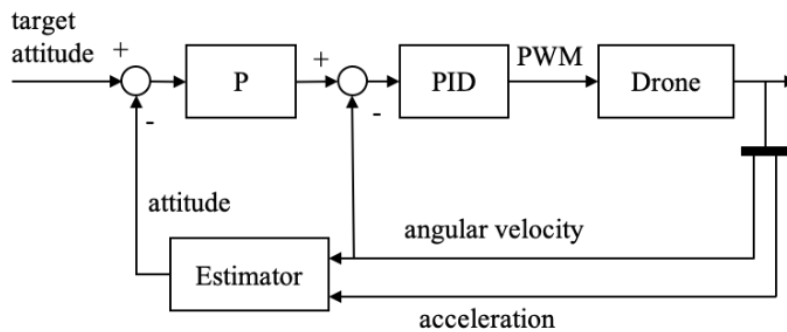 target
attitude
+
P
+
PID
PWM
Drone
-
-
attitude
angular velocity
Estimator
acceleration